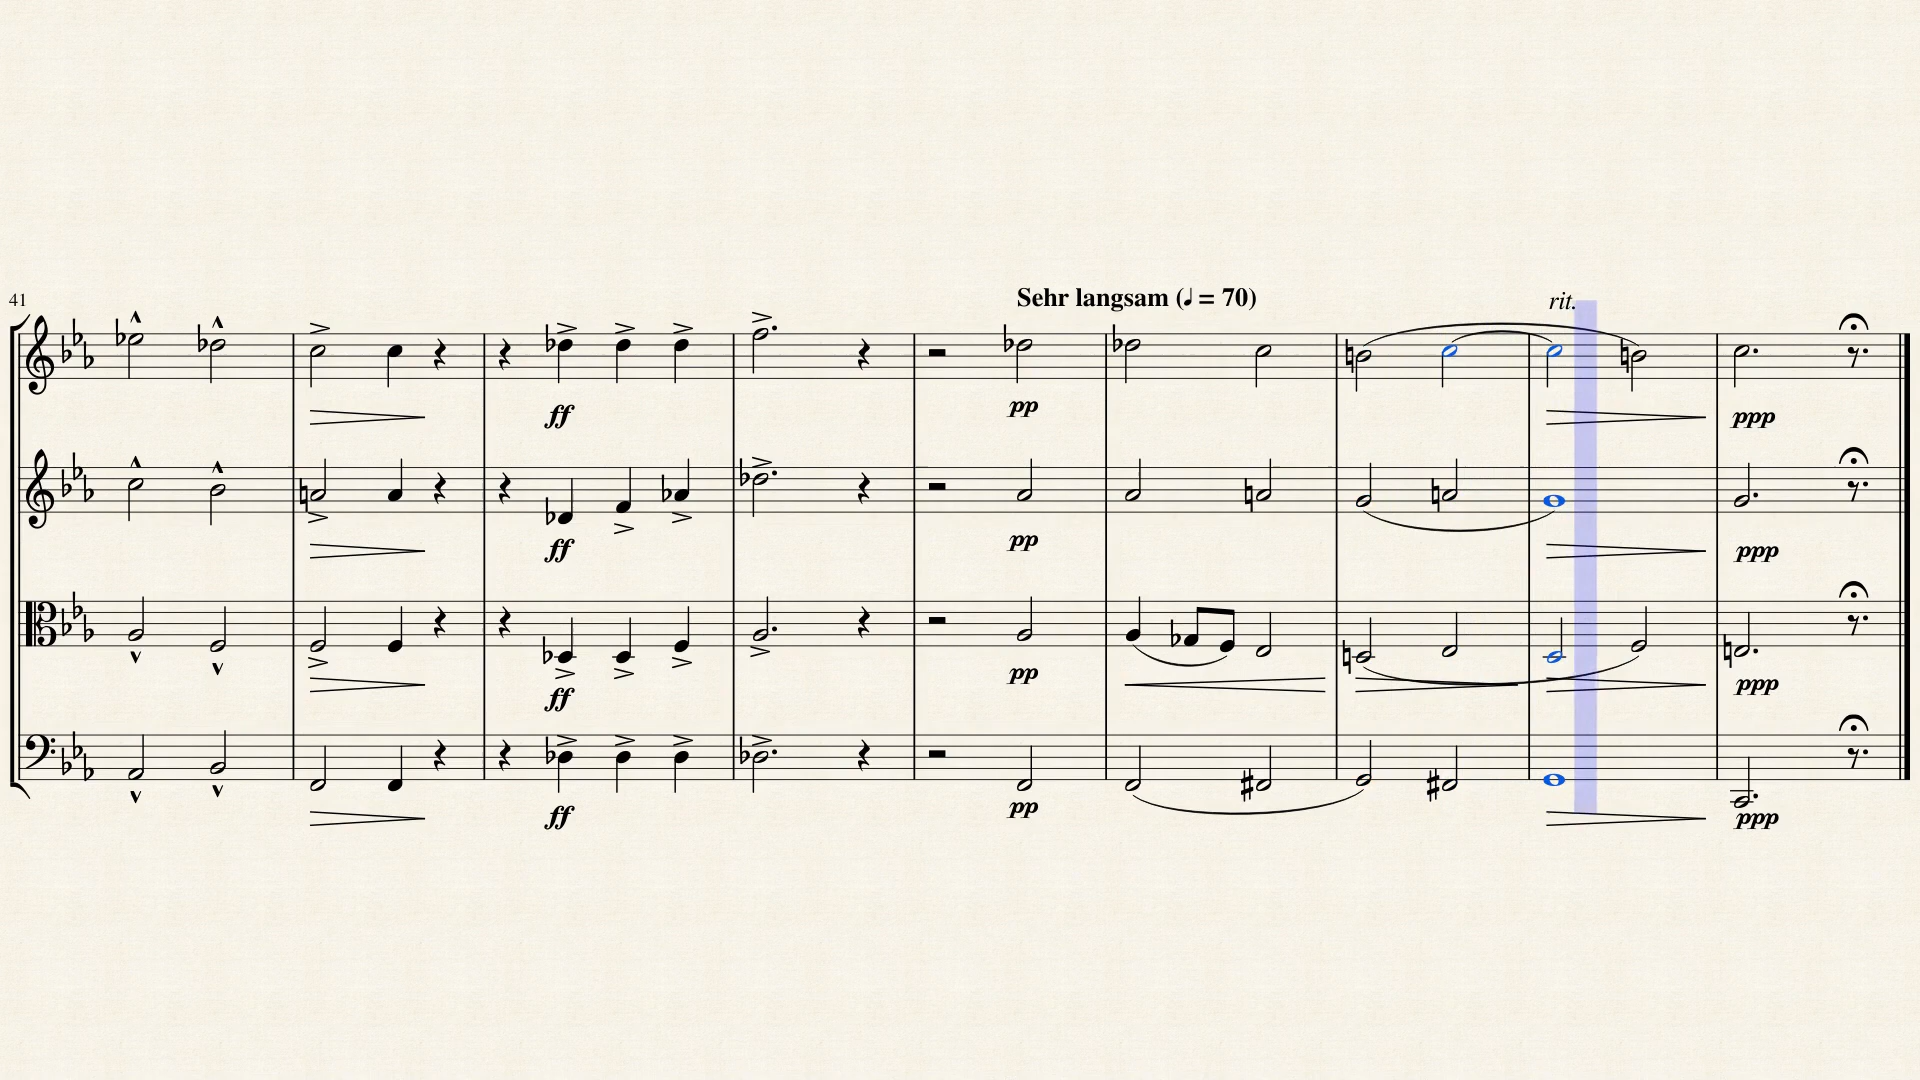 41
Sehr langsam (♩ = 70)
rit.
ff
pp
ppp
ff
pp
ppp
pp
ppp
ff
ff
pp
ppp